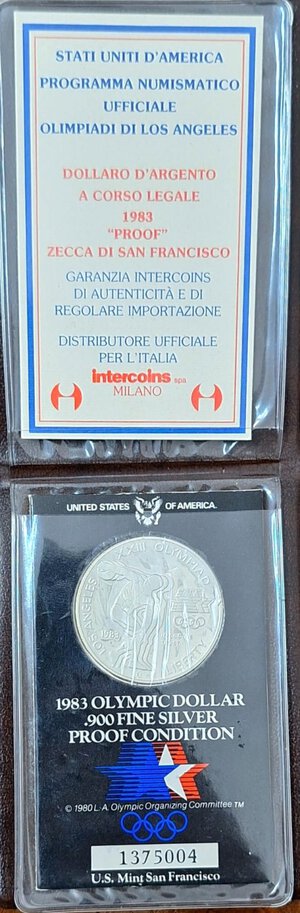 STATI UNITI D'AMERICA
PROGRAMMA NUMISMATICO
UFFICIALE
OLIMPIADI DI LOS ANGELES
DOLLARO D'ARGENTO
A CORSO LEGALE
1983
"PROOF"
ZECCA DI SAN FRANCISCO
GARANZIA INTERCOINS
DI AUTENTICITÀ E DI
REGOLARE IMPORTAZIONE
DISTRIBUTORE UFFICIALE
PER L'ITALIA
intercoins spa
MILANO
UNITED STATES OF AMERICA.
LOS ANGELES XXIII OLYMPIAD
1983
LIBERTY
1983 OLYMPIC DOLLAR
.900 FINE SILVER
PROOF CONDITION
© 1980 L.A. Olympic Organizing Committee TM
1375004
U.S. Mint San Francisco